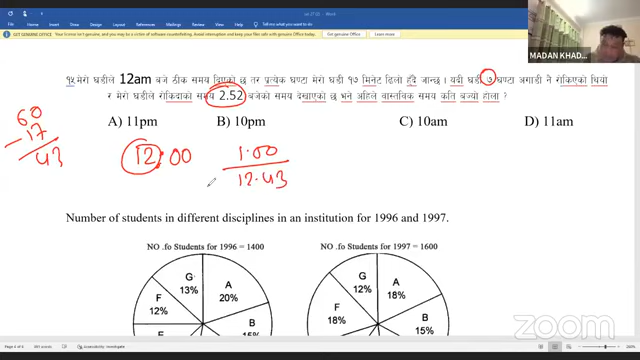 Lok 27 (2) - Word
GET GENUINE OFFICE Your license isn't genuine, and you may be a victim of software counterfeiting. Avoid interruption and keep your files safe with genuine Office today.
Get genuine Office
Learn more
MADAN KHAD...
१५ मेरो घडीले 12am बजे ठीक समय दिएको छ तर प्रत्येक घण्टा मेरो घडी १७ मिनेट ढिलो हुँदै जान्छ। यदी घडी ७ घण्टा अगाडी नै रोकिएको थियो
र मेरो घडीले रोकिदाको समय 2.52 बजेको समय देखाएको छ भने अहिले वास्तविक समय कति बज्यो होला ?
A) 11pm B) 10pm C) 10am D) 11am
60
- 17
43
12:00
1.00
12.43
Number of students in different disciplines in an institution for 1996 and 1997.
NO .fo Students for 1996 = 1400
NO .fo Students for 1997 = 1600
G
13%
A
20%
F
12%
B
15%
E
G
12%
A
18%
F
18%
B
15%
zoom